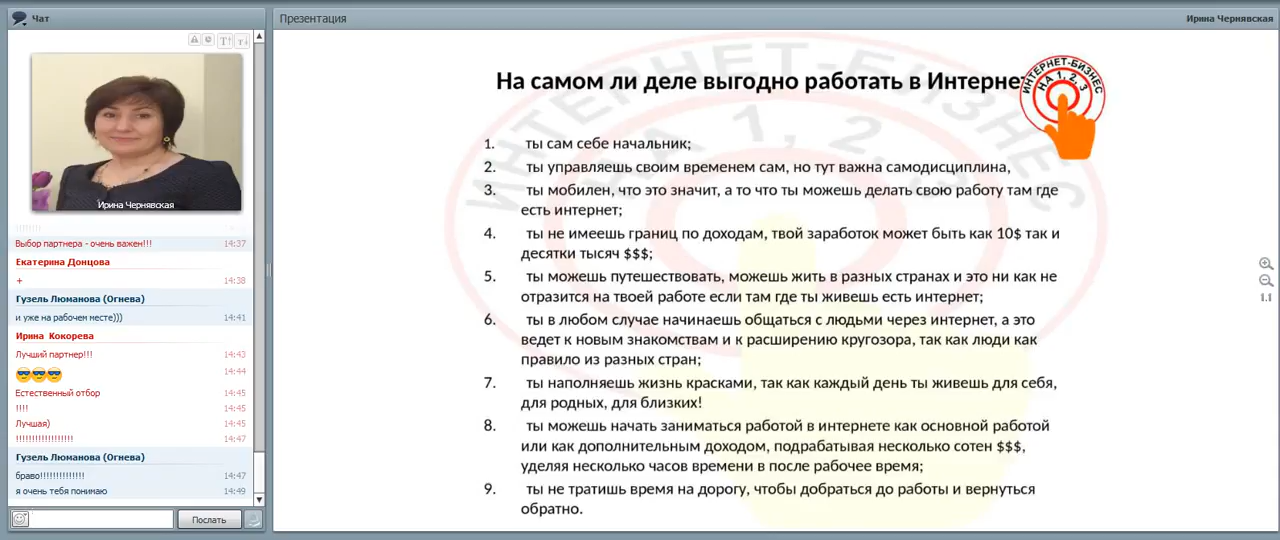 Чат
Ирина Чернявская
Выбор партнера - очень важен!!! 14:37
Екатерина Донцова
+ 14:38
Гузель Люманова (Огнева)
и уже на рабочем месте))) 14:41
Ирина Кокорева
Лучший партнер!!! 14:43
14:44
Естественный отбор 14:45
!!!! 14:45
Лучшая) 14:45
!!!!!!!!!!!!!!!!!! 14:47
Гузель Люманова (Огнева)
браво!!!!!!!!!!!!!! 14:47
я очень тебя понимаю 14:49
Послать
Презентация
Ирина Чернявская
На самом ли деле выгодно работать в Интернет
ИНТЕРНЕТ-БИЗНЕС
НА 1, 2, 3
1. ты сам себе начальник;
2. ты управляешь своим временем сам, но тут важна самодисциплина,
3. ты мобилен, что это значит, а то что ты можешь делать свою работу там где
есть интернет;
4. ты не имеешь границ по доходам, твой заработок может быть как 10$ так и
десятки тысяч $$$;
5. ты можешь путешествовать, можешь жить в разных странах и это ни как не
отразится на твоей работе если там где ты живешь есть интернет;
6. ты в любом случае начинаешь общаться с людьми через интернет, а это
ведет к новым знакомствам и к расширению кругозора, так как люди как
правило из разных стран;
7. ты наполняешь жизнь красками, так как каждый день ты живешь для себя,
для родных, для близких!
8. ты можешь начать заниматься работой в интернете как основной работой
или как дополнительным доходом, подрабатывая несколько сотен $$$,
уделяя несколько часов времени в после рабочее время;
9. ты не тратишь время на дорогу, чтобы добраться до работы и вернуться
обратно.
ИНТЕРНЕТ-БИЗНЕС
НА 1, 2, 3
1.1